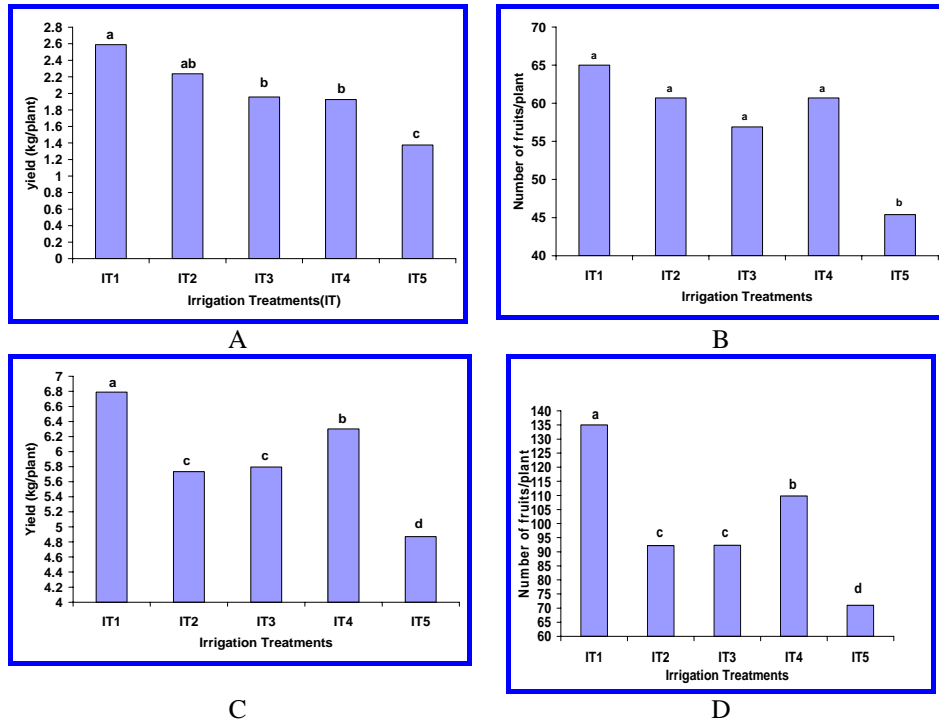 2.8
2.6
2.4
2.2
2
1.8
1.6
1.4
1.2
1
0.8
0.6
0.4
0.2
0
yield (kg/plant)
a
ab
b
b
c
IT1 IT2 IT3 IT4 IT5
Irrigation Treatments(IT)
A
70
65
60
55
50
45
40
Number of fruits/plant
a
a
a
a
b
IT1 IT2 IT3 IT4 IT5
Irrigation Treatments
B
7
6.8
6.6
6.4
6.2
6
5.8
5.6
5.4
5.2
5
4.8
4.6
4.4
4.2
4
Yield (kg/plant)
a
c
c
b
d
IT1 IT2 IT3 IT4 IT5
Irrigation Treatments
C
140
135
130
125
120
115
110
105
100
95
90
85
80
75
70
65
60
Number of fruits/plant
a
c
c
b
d
IT1 IT2 IT3 IT4 IT5
Irrigation Treatments
D